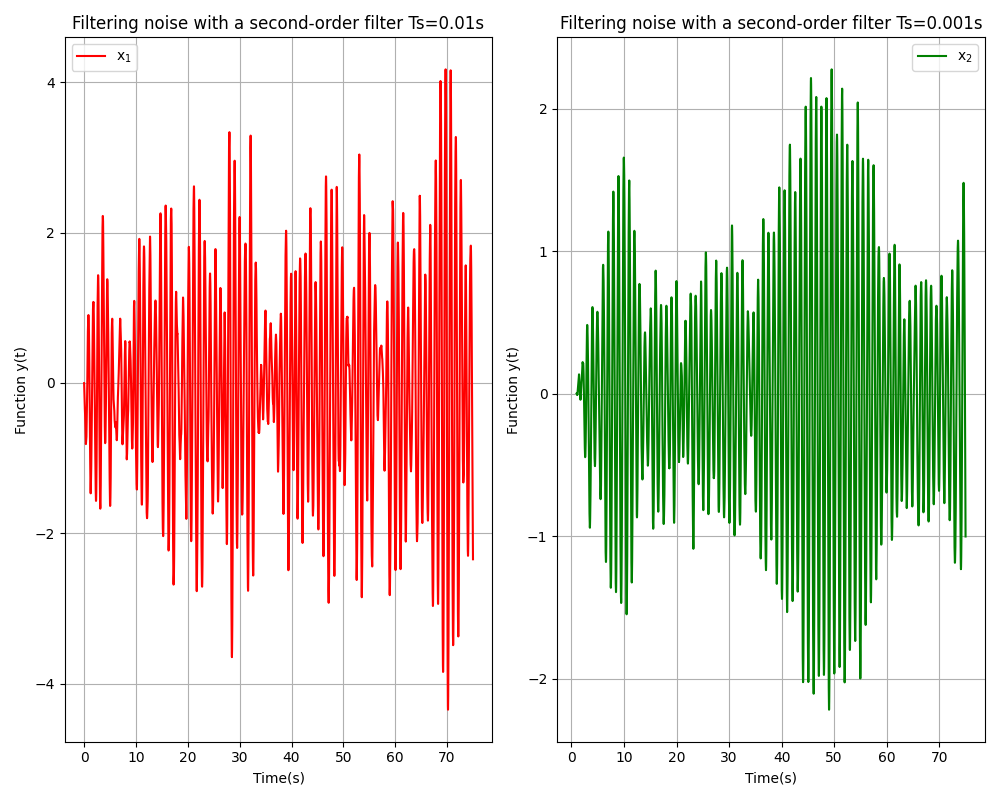 Filtering noise with a second-order filter Ts=0.01s
x₁
Function y(t)
4
2
0
−2
−4
0 10 20 30 40 50 60 70
Time(s)
Filtering noise with a second-order filter Ts=0.001s
x₂
Function y(t)
2
1
0
−1
−2
0 10 20 30 40 50 60 70
Time(s)